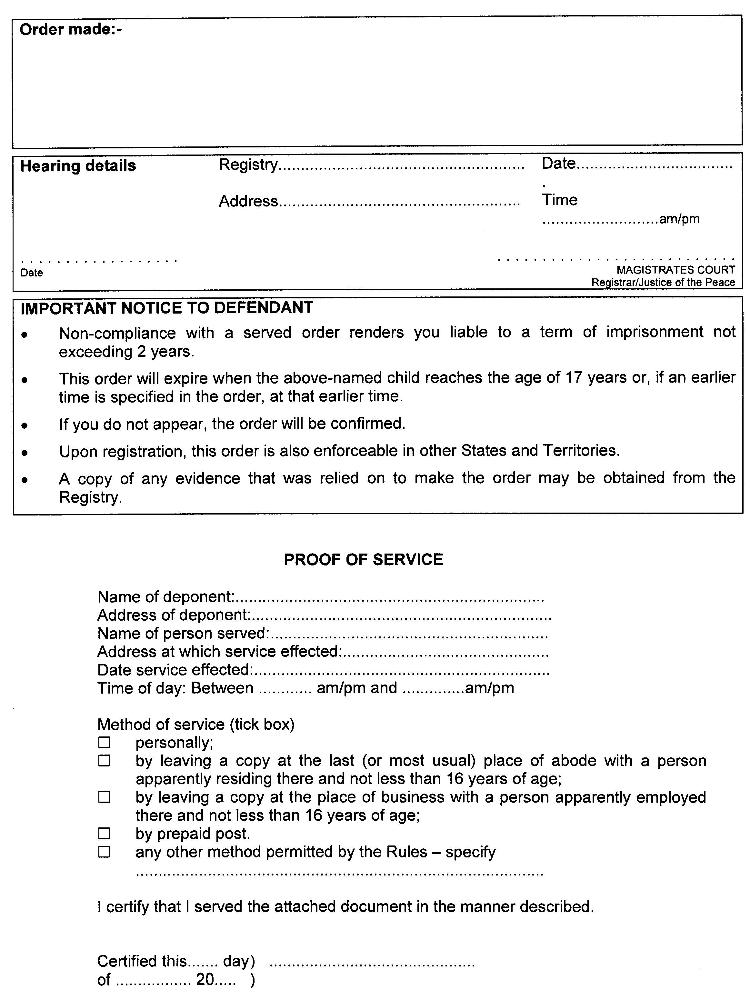 Order made:-
Hearing details Registry...................................................... Date..................................
.
Address..................................................... Time
..........................am/pm
. . . . . . . . . . . . . . . . . . . . . . . . . . . . . . . . . . . . . . . . . . . . .
Date MAGISTRATES COURT
Registrar/Justice of the Peace
IMPORTANT NOTICE TO DEFENDANT
• Non-compliance with a served order renders you liable to a term of imprisonment not
exceeding 2 years.
• This order will expire when the above-named child reaches the age of 17 years or, if an earlier
time is specified in the order, at that earlier time.
• If you do not appear, the order will be confirmed.
• Upon registration, this order is also enforceable in other States and Territories.
• A copy of any evidence that was relied on to make the order may be obtained from the
Registry.
PROOF OF SERVICE
Name of deponent:.....................................................................
Address of deponent:...................................................................
Name of person served:..............................................................
Address at which service effected:..............................................
Date service effected:..................................................................
Time of day: Between ............ am/pm and ..............am/pm
Method of service (tick box)
☐ personally;
☐ by leaving a copy at the last (or most usual) place of abode with a person
apparently residing there and not less than 16 years of age;
☐ by leaving a copy at the place of business with a person apparently employed
there and not less than 16 years of age;
☐ by prepaid post.
☐ any other method permitted by the Rules – specify
...........................................................................................
I certify that I served the attached document in the manner described.
Certified this....... day) ..............................................
of ................. 20..... )